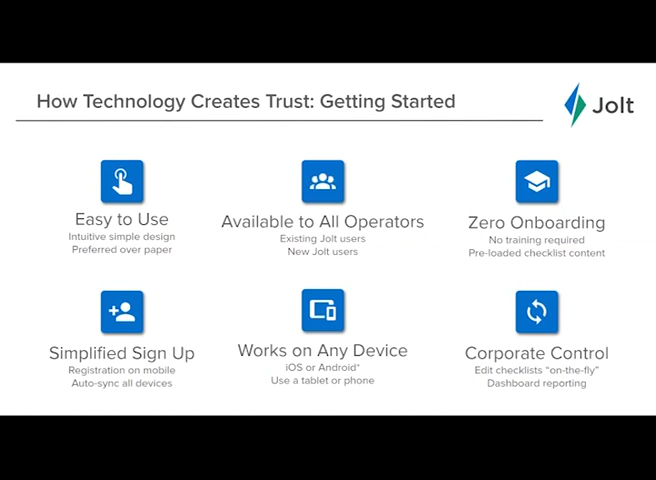 How Technology Creates Trust: Getting Started
Jolt
Easy to Use
Intuitive simple design
Preferred over paper
Available to All Operators
Existing Jolt users
New Jolt users
Zero Onboarding
No training required
Pre-loaded checklist content
Simplified Sign Up
Registration on mobile
Auto-sync all devices
Works on Any Device
iOS or Android*
Use a tablet or phone
Corporate Control
Edit checklists "on-the-fly"
Dashboard reporting